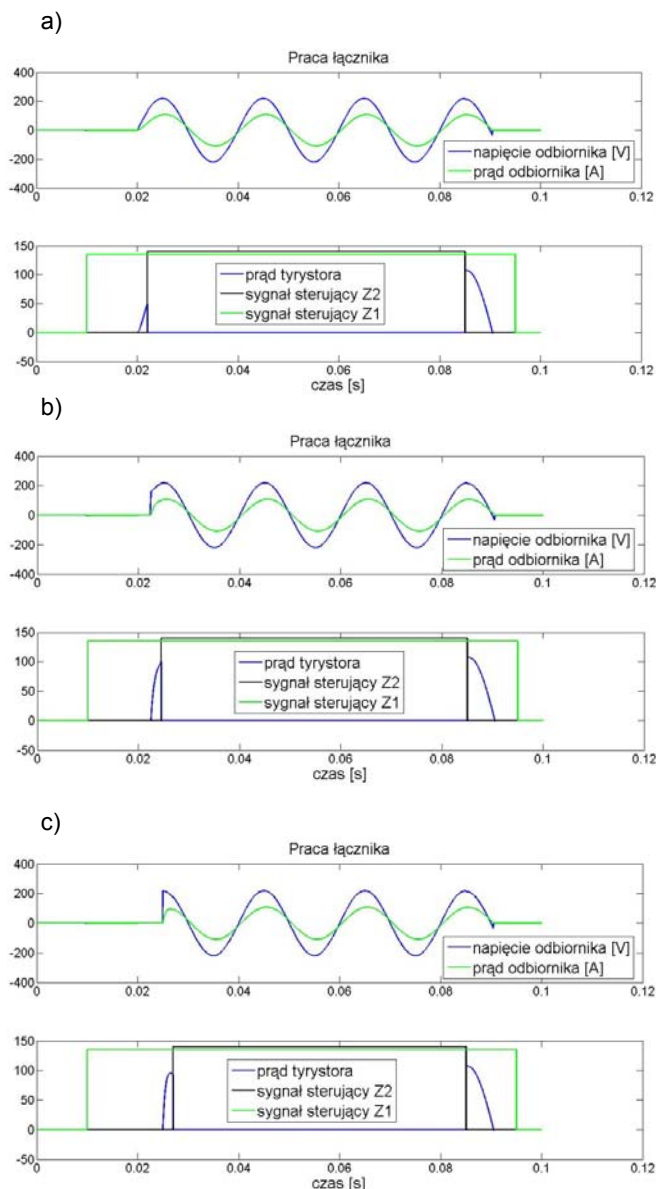 a)
Praca łącznika
400
200
0
-200
-400
0 0.02 0.04 0.06 0.08 0.1 0.12
napięcie odbiornika [V]
prąd odbiornika [A]
150
100
50
0
-50
0 0.02 0.04 0.06 0.08 0.1 0.12
prąd tyrystora
sygnał sterujący Z2
sygnał sterujący Z1
czas [s]
b)
Praca łącznika
400
200
0
-200
-400
0 0.02 0.04 0.06 0.08 0.1 0.12
napięcie odbiornika [V]
prąd odbiornika [A]
150
100
50
0
-50
0 0.02 0.04 0.06 0.08 0.1 0.12
prąd tyrystora
sygnał sterujący Z2
sygnał sterujący Z1
czas [s]
c)
Praca łącznika
400
200
0
-200
-400
0 0.02 0.04 0.06 0.08 0.1 0.12
napięcie odbiornika [V]
prąd odbiornika [A]
150
100
50
0
-50
0 0.02 0.04 0.06 0.08 0.1 0.12
prąd tyrystora
sygnał sterujący Z2
sygnał sterujący Z1
czas [s]